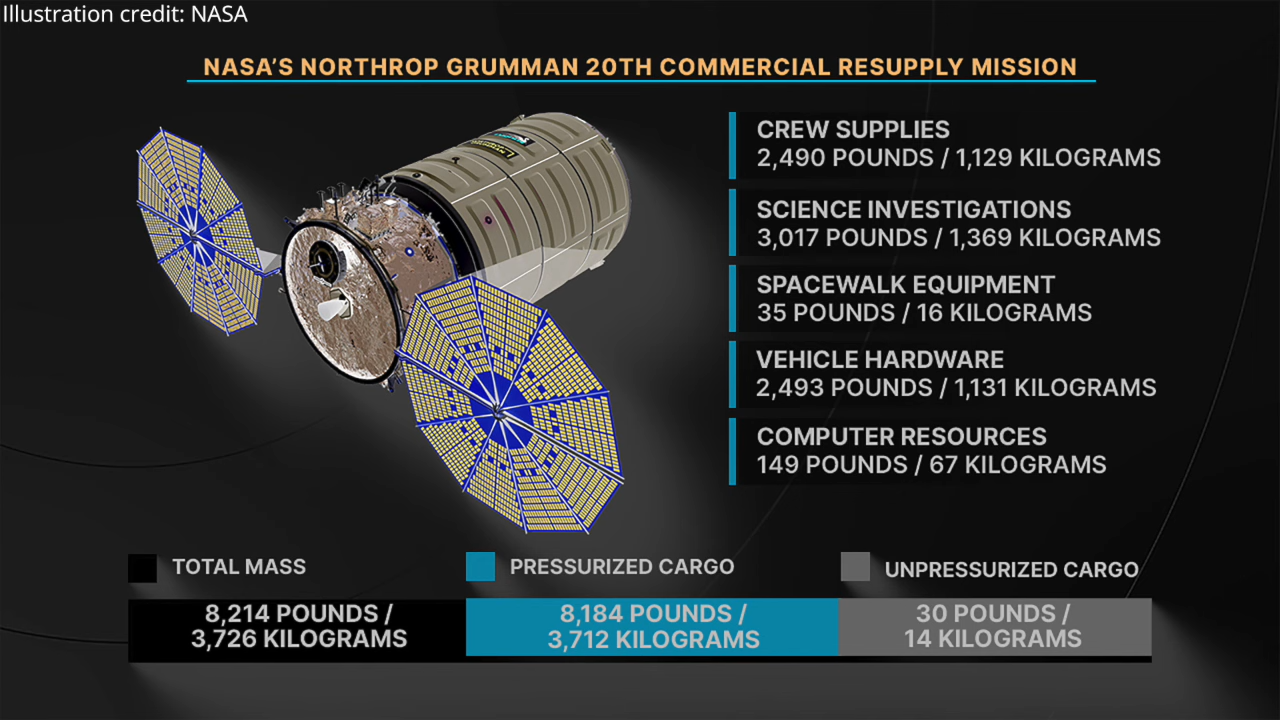 Illustration credit: NASA
NASA'S NORTHROP GRUMMAN 20TH COMMERCIAL RESUPPLY MISSION
CREW SUPPLIES
2,490 POUNDS / 1,129 KILOGRAMS
SCIENCE INVESTIGATIONS
3,017 POUNDS / 1,369 KILOGRAMS
SPACEWALK EQUIPMENT
35 POUNDS / 16 KILOGRAMS
VEHICLE HARDWARE
2,493 POUNDS / 1,131 KILOGRAMS
COMPUTER RESOURCES
149 POUNDS / 67 KILOGRAMS
TOTAL MASS
8,214 POUNDS /
3,726 KILOGRAMS
PRESSURIZED CARGO
8,184 POUNDS /
3,712 KILOGRAMS
UNPRESSURIZED CARGO
30 POUNDS /
14 KILOGRAMS